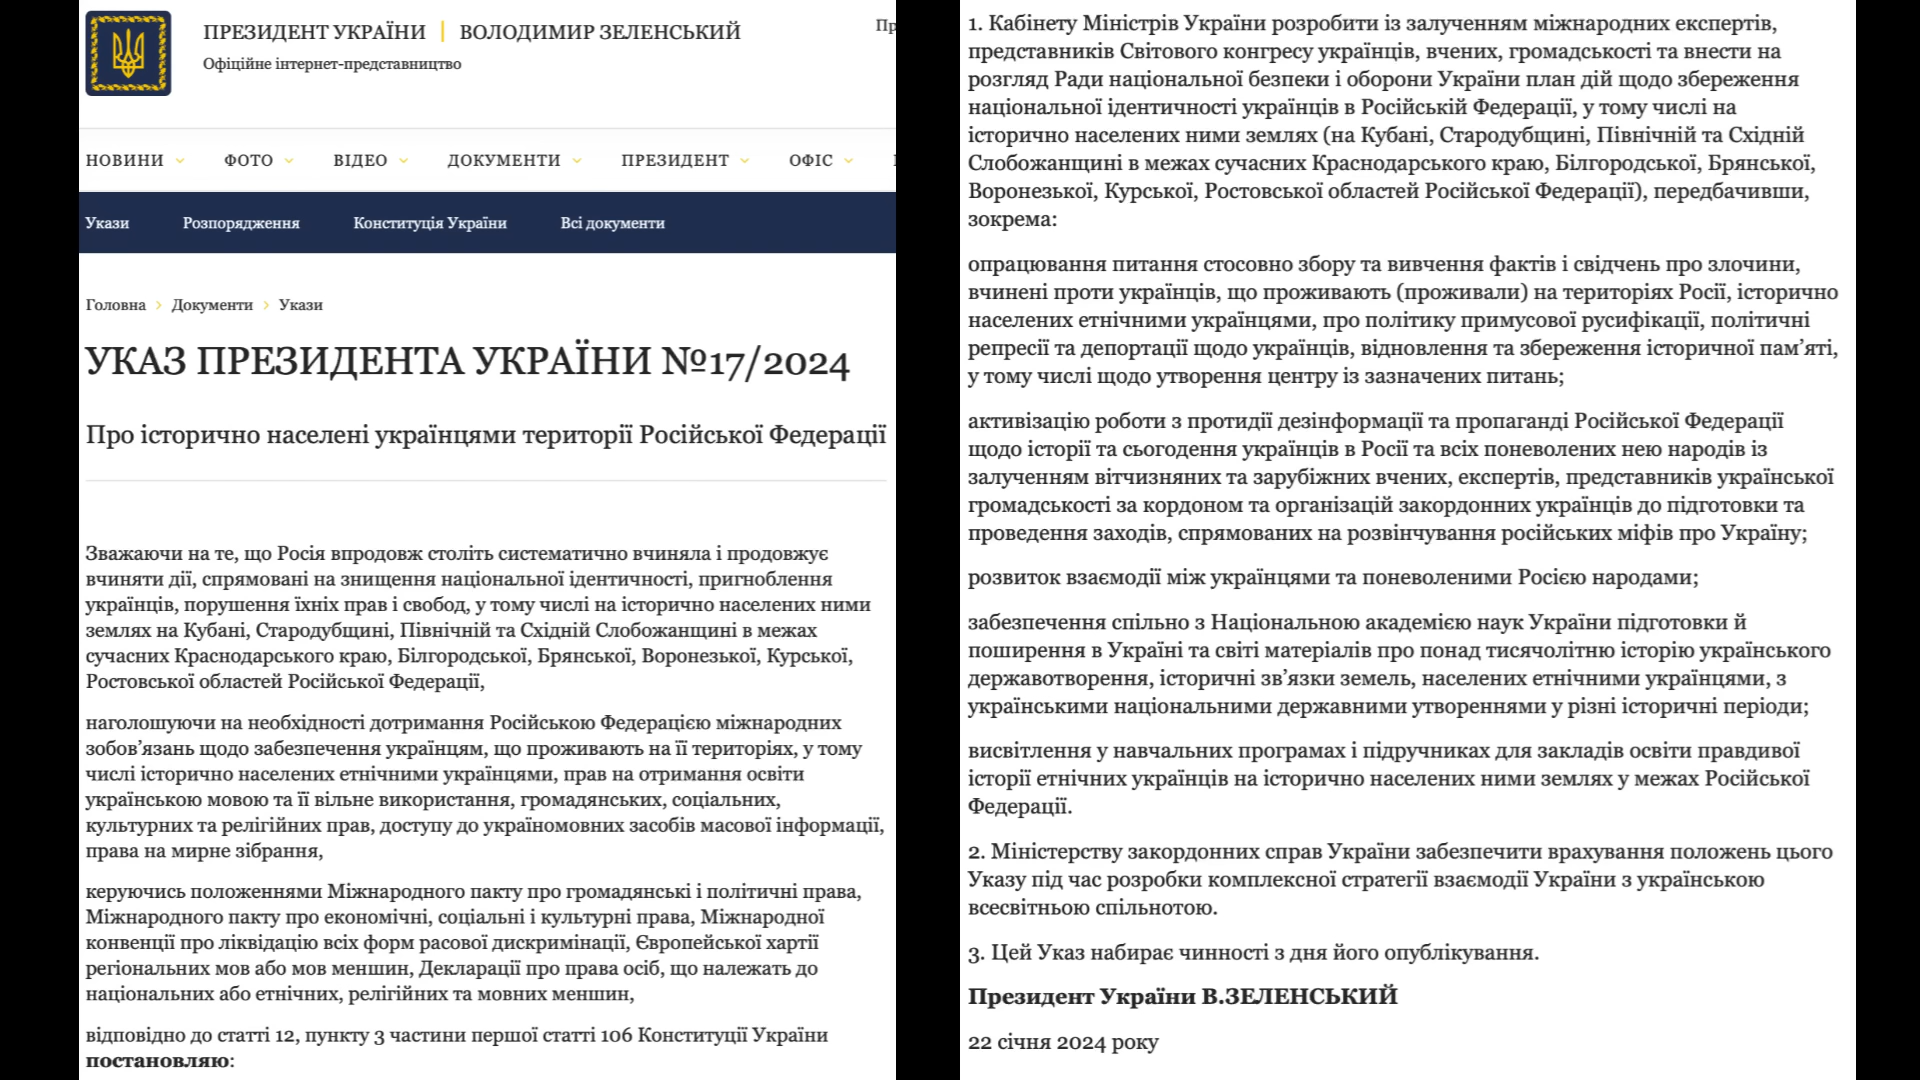 ПРЕЗИДЕНТ УКРАЇНИ | ВОЛОДИМИР ЗЕЛЕНСЬКИЙ
Офіційне інтернет-представництво
НОВИНИ ФОТО ВІДЕО ДОКУМЕНТИ ПРЕЗИДЕНТ ОФІС
Укази Розпорядження Конституція України Всі документи
Головна > Документи > Укази
УКАЗ ПРЕЗИДЕНТА УКРАЇНИ №17/2024
Про історично населені українцями території Російської Федерації
Зважаючи на те, що Росія впродовж століть систематично вчиняла і продовжує
вчиняти дії, спрямовані на знищення національної ідентичності, пригноблення
українців, порушення їхніх прав і свобод, у тому числі на історично населених ними
землях на Кубані, Стародубщині, Північній та Східній Слобожанщині в межах
сучасних Краснодарського краю, Білгородської, Брянської, Воронезької, Курської,
Ростовської областей Російської Федерації,
наголошуючи на необхідності дотримання Російською Федерацією міжнародних
зобов’язань щодо забезпечення українцям, що проживають на її територіях, у тому
числі історично населених етнічними українцями, прав на отримання освіти
українською мовою та її вільне використання, громадянських, соціальних,
культурних та релігійних прав, доступу до україномовних засобів масової інформації,
права на мирне зібрання,
керуючись положеннями Міжнародного пакту про громадянські і політичні права,
Міжнародного пакту про економічні, соціальні і культурні права, Міжнародної
конвенції про ліквідацію всіх форм расової дискримінації, Європейської хартії
регіональних мов або мов меншин, Декларації про права осіб, що належать до
національних або етнічних, релігійних та мовних меншин,
відповідно до статті 12, пункту 3 частини першої статті 106 Конституції України
постановляю:
1. Кабінету Міністрів України розробити із залученням міжнародних експертів,
представників Світового конгресу українців, вчених, громадськості та внести на
розгляд Ради національної безпеки і оборони України план дій щодо збереження
національної ідентичності українців в Російській Федерації, у тому числі на
історично населених ними землях (на Кубані, Стародубщині, Північній та Східній
Слобожанщині в межах сучасних Краснодарського краю, Білгородської, Брянської,
Воронезької, Курської, Ростовської областей Російської Федерації), передбачивши,
зокрема:
опрацювання питання стосовно збору та вивчення фактів і свідчень про злочини,
вчинені проти українців, що проживають (проживали) на територіях Росії, історично
населених етнічними українцями, про політику примусової русифікації, політичні
репресії та депортації щодо українців, відновлення та збереження історичної пам’яті,
у тому числі щодо утворення центру із зазначених питань;
активізацію роботи з протидії дезінформації та пропаганді Російської Федерації
щодо історії та сьогодення українців в Росії та всіх поневолених нею народів із
залученням вітчизняних та зарубіжних вчених, експертів, представників української
громадськості за кордоном та організацій закордонних українців до підготовки та
проведення заходів, спрямованих на розвінчування російських міфів про Україну;
розвиток взаємодії між українцями та поневоленими Росією народами;
забезпечення спільно з Національною академією наук України підготовки й
поширення в Україні та світі матеріалів про понад тисячолітню історію українського
державотворення, історичні зв’язки земель, населених етнічними українцями, з
українськими національними державними утвореннями у різні історичні періоди;
висвітлення у навчальних програмах і підручниках для закладів освіти правдивої
історії етнічних українців на історично населених ними землях у межах Російської
Федерації.
2. Міністерству закордонних справ України забезпечити врахування положень цього
Указу під час розробки комплексної стратегії взаємодії України з українською
всесвітньою спільнотою.
3. Цей Указ набирає чинності з дня його опублікування.
Президент України В.ЗЕЛЕНСЬКИЙ
22 січня 2024 року